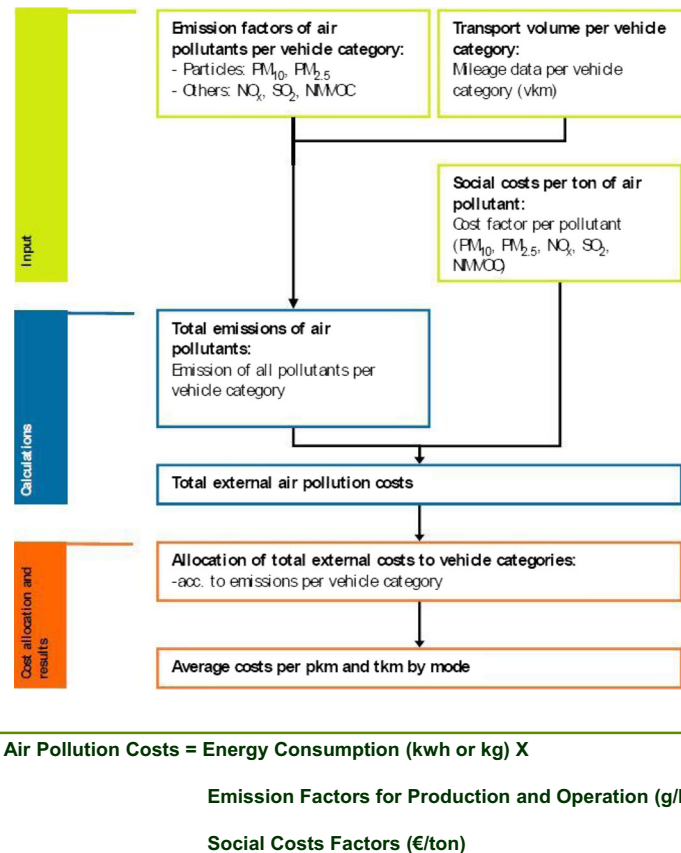 Emission factors of air
pollutants per vehicle category:
- Particles: PM10, PM2.5
- Others: NOx, SO2, NMVOC
Transport volume per vehicle
category:
Mileage data per vehicle
category (vkm)
Social costs per ton of air
pollutant:
Cost factor per pollutant
(PM10, PM2.5, NOx, SO2,
NMVOC)
Input
Total emissions of air
pollutants:
Emission of all pollutants per
vehicle category
Calculations
Total external air pollution costs
Allocation of total external costs to vehicle categories:
-acc. to emissions per vehicle category
Cost allocation and
results
Average costs per pkm and tkm by mode
Air Pollution Costs = Energy Consumption (kwh or kg) X
Emission Factors for Production and Operation
Social Costs Factors (€/ton)